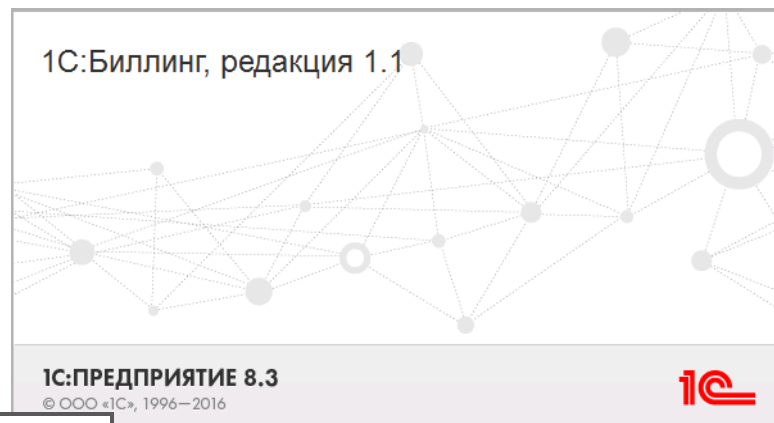 1С:Биллинг, редакция 1.1
1С:ПРЕДПРИЯТИЕ 8.3
© ООО «1С», 1996—2016
1С